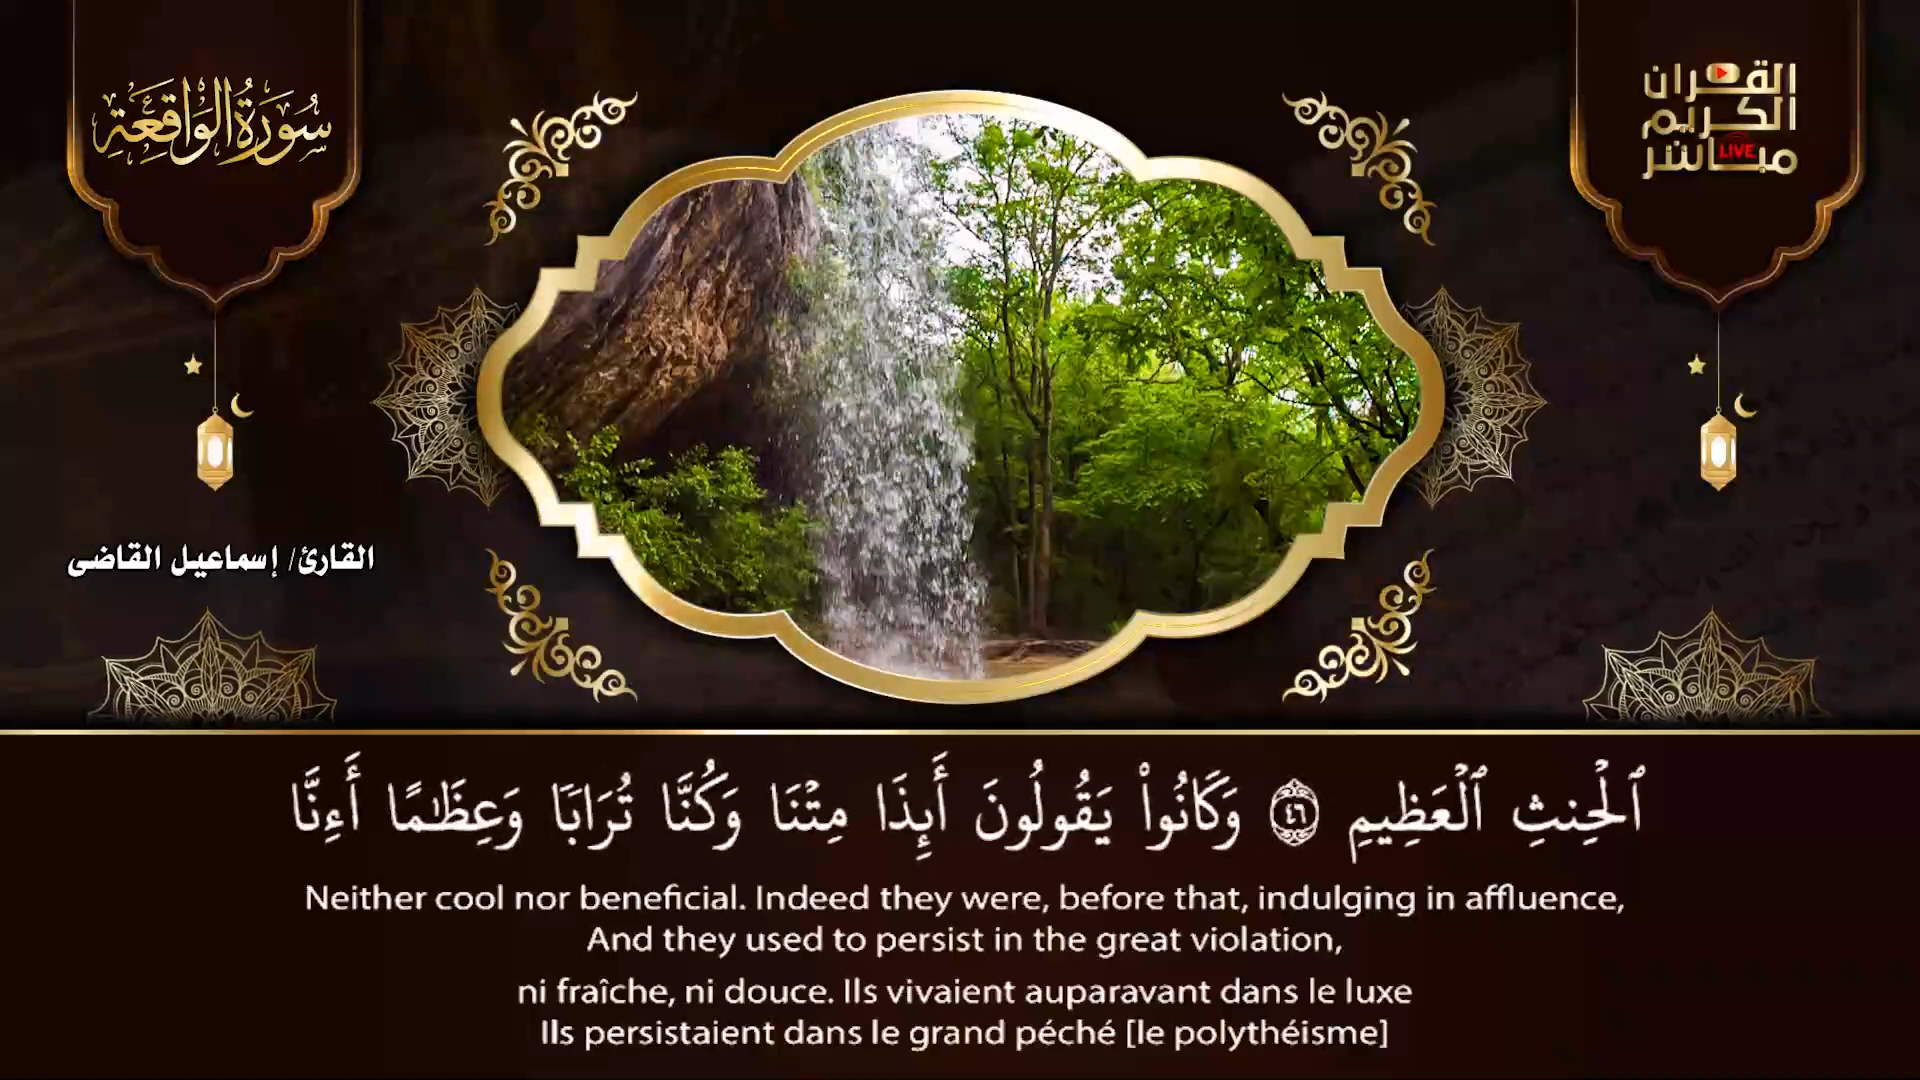 سُورَةُ الوَاقِعَةِ
القرآن
الكريم
مباشر
LIVE
القارئ/ إسماعيل القاضى
ٱلْحِنثِ ٱلْعَظِيمِ ٤٦ وَكَانُوا۟ يَقُولُونَ أَئِذَا مِتْنَا وَكُنَّا تُرَابًا وَعِظَٰمًا أَءِنَّا
Neither cool nor beneficial. Indeed they were, before that, indulging in affluence,
And they used to persist in the great violation,
ni fraîche, ni douce. Ils vivaient auparavant dans le luxe
Ils persistaient dans le grand péché [le polythéisme]